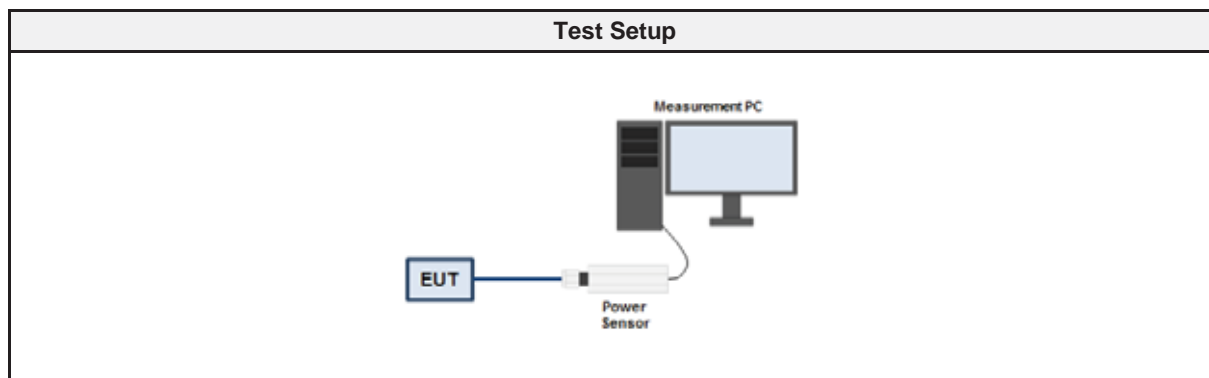 Test Setup
Measurement PC
EUT
Power
Sensor